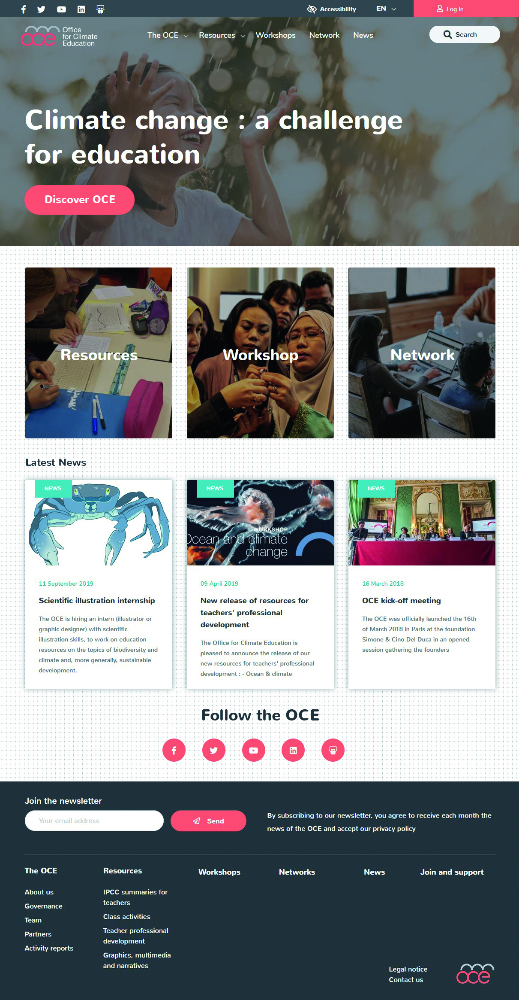 Accessibility
EN
Log in
oce
Office
for Climate
Education
The OCE
Resources
Workshops
Network
News
Search
Climate change : a challenge
for education
Discover OCE
Resources
Workshop
Network
Latest News
NEWS
11 September 2019
Scientific illustration internship
The OCE is hiring an intern (illustrator or
graphic designer) with scientific
illustration skills, to work on education
resources on the topics of biodiversity and
climate and, more generally, sustainable
development.
NEWS
WORKSHOP
Ocean and climate
change
09 April 2019
New release of resources for
teachers' professional
development
The Office for Climate Education is
pleased to announce the release of our
new resources for teachers' professional
development : - Ocean & climate
NEWS
16 March 2018
OCE kick-off meeting
The OCE was officially launched the 16th
of March 2018 in Paris at the foundation
Simone & Cino Del Duca in an opened
session gathering the founders
Follow the OCE
Join the newsletter
Your email address
Send
By subscribing to our newsletter, you agree to receive each month the
news of the OCE and accept our privacy policy
The OCE
About us
Governance
Team
Partners
Activity reports
Resources
IPCC summaries for
teachers
Class activities
Teacher professional
development
Graphics, multimedia
and narratives
Workshops
Networks
News
Join and support
Legal notice
Contact us
oce